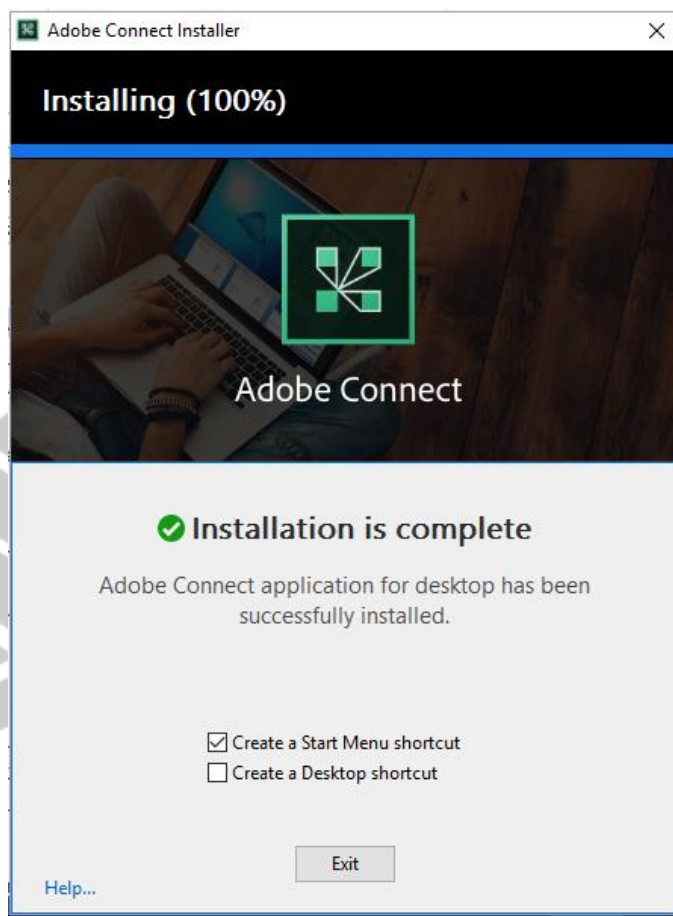 Adobe Connect Installer
Installing (100%)
Adobe Connect
Installation is complete
Adobe Connect application for desktop has been
successfully installed.
Create a Start Menu shortcut
Create a Desktop shortcut
Exit
Help...